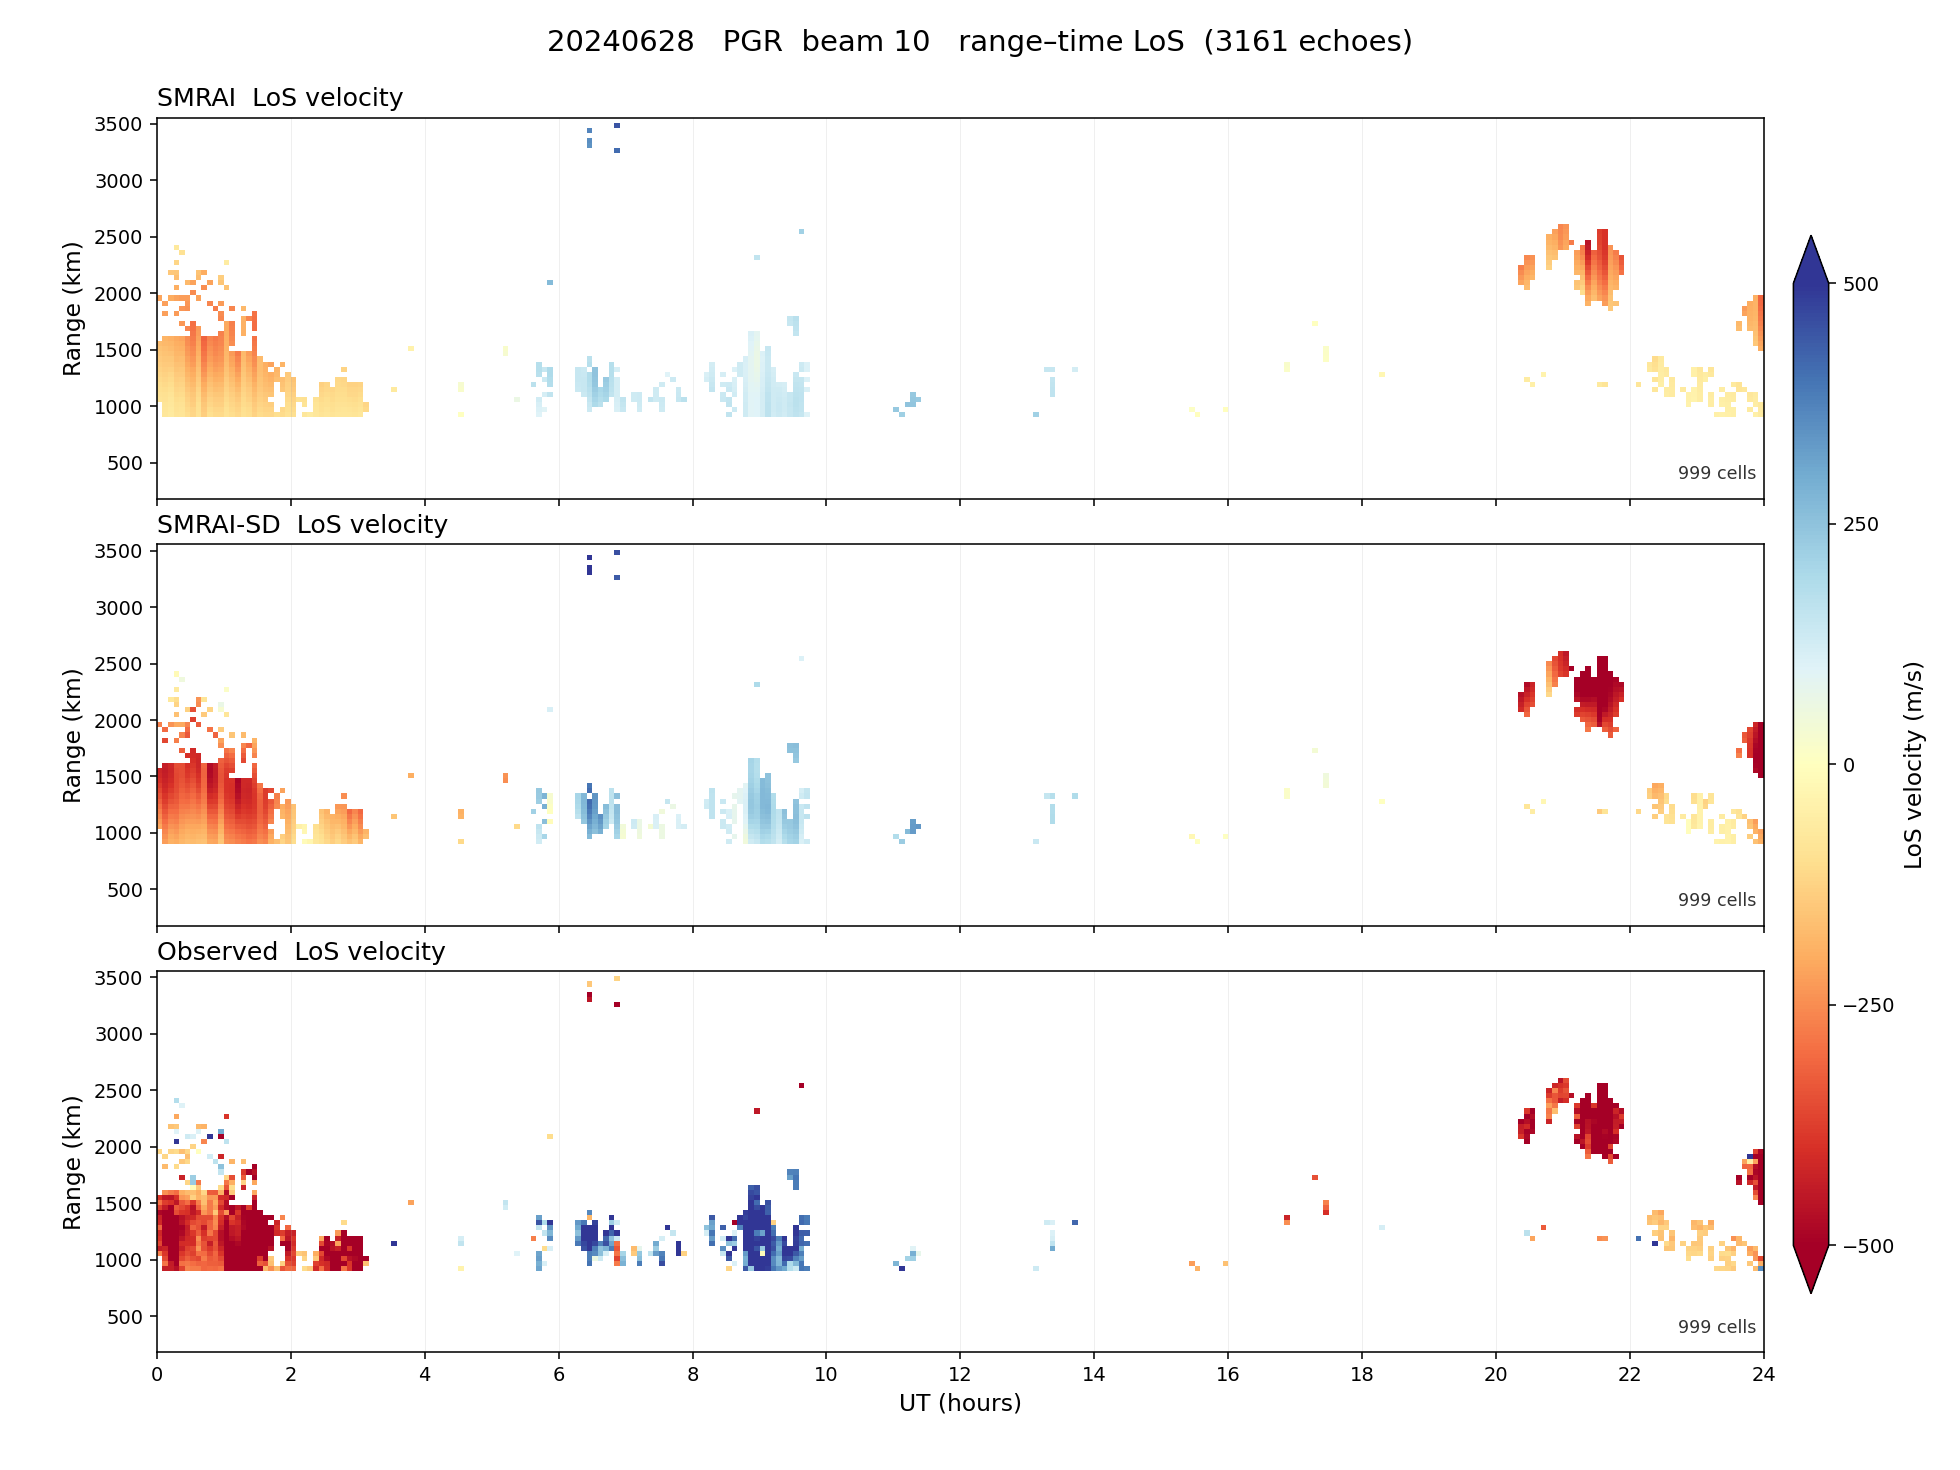 20240628   PGR  beam 10   range–time LoS  (3161 echoes)
SMRAI  LoS velocity
3500
3000
2500
2000
1500
1000
500
Range (km)
999 cells
SMRAI-SD  LoS velocity
3500
3000
2500
2000
1500
1000
500
Range (km)
999 cells
Observed  LoS velocity
3500
3000
2500
2000
1500
1000
500
Range (km)
999 cells
0 2 4 6 8 10 12 14 16 18 20 22 24
UT (hours)
500
250
0
−250
−500
LoS velocity (m/s)